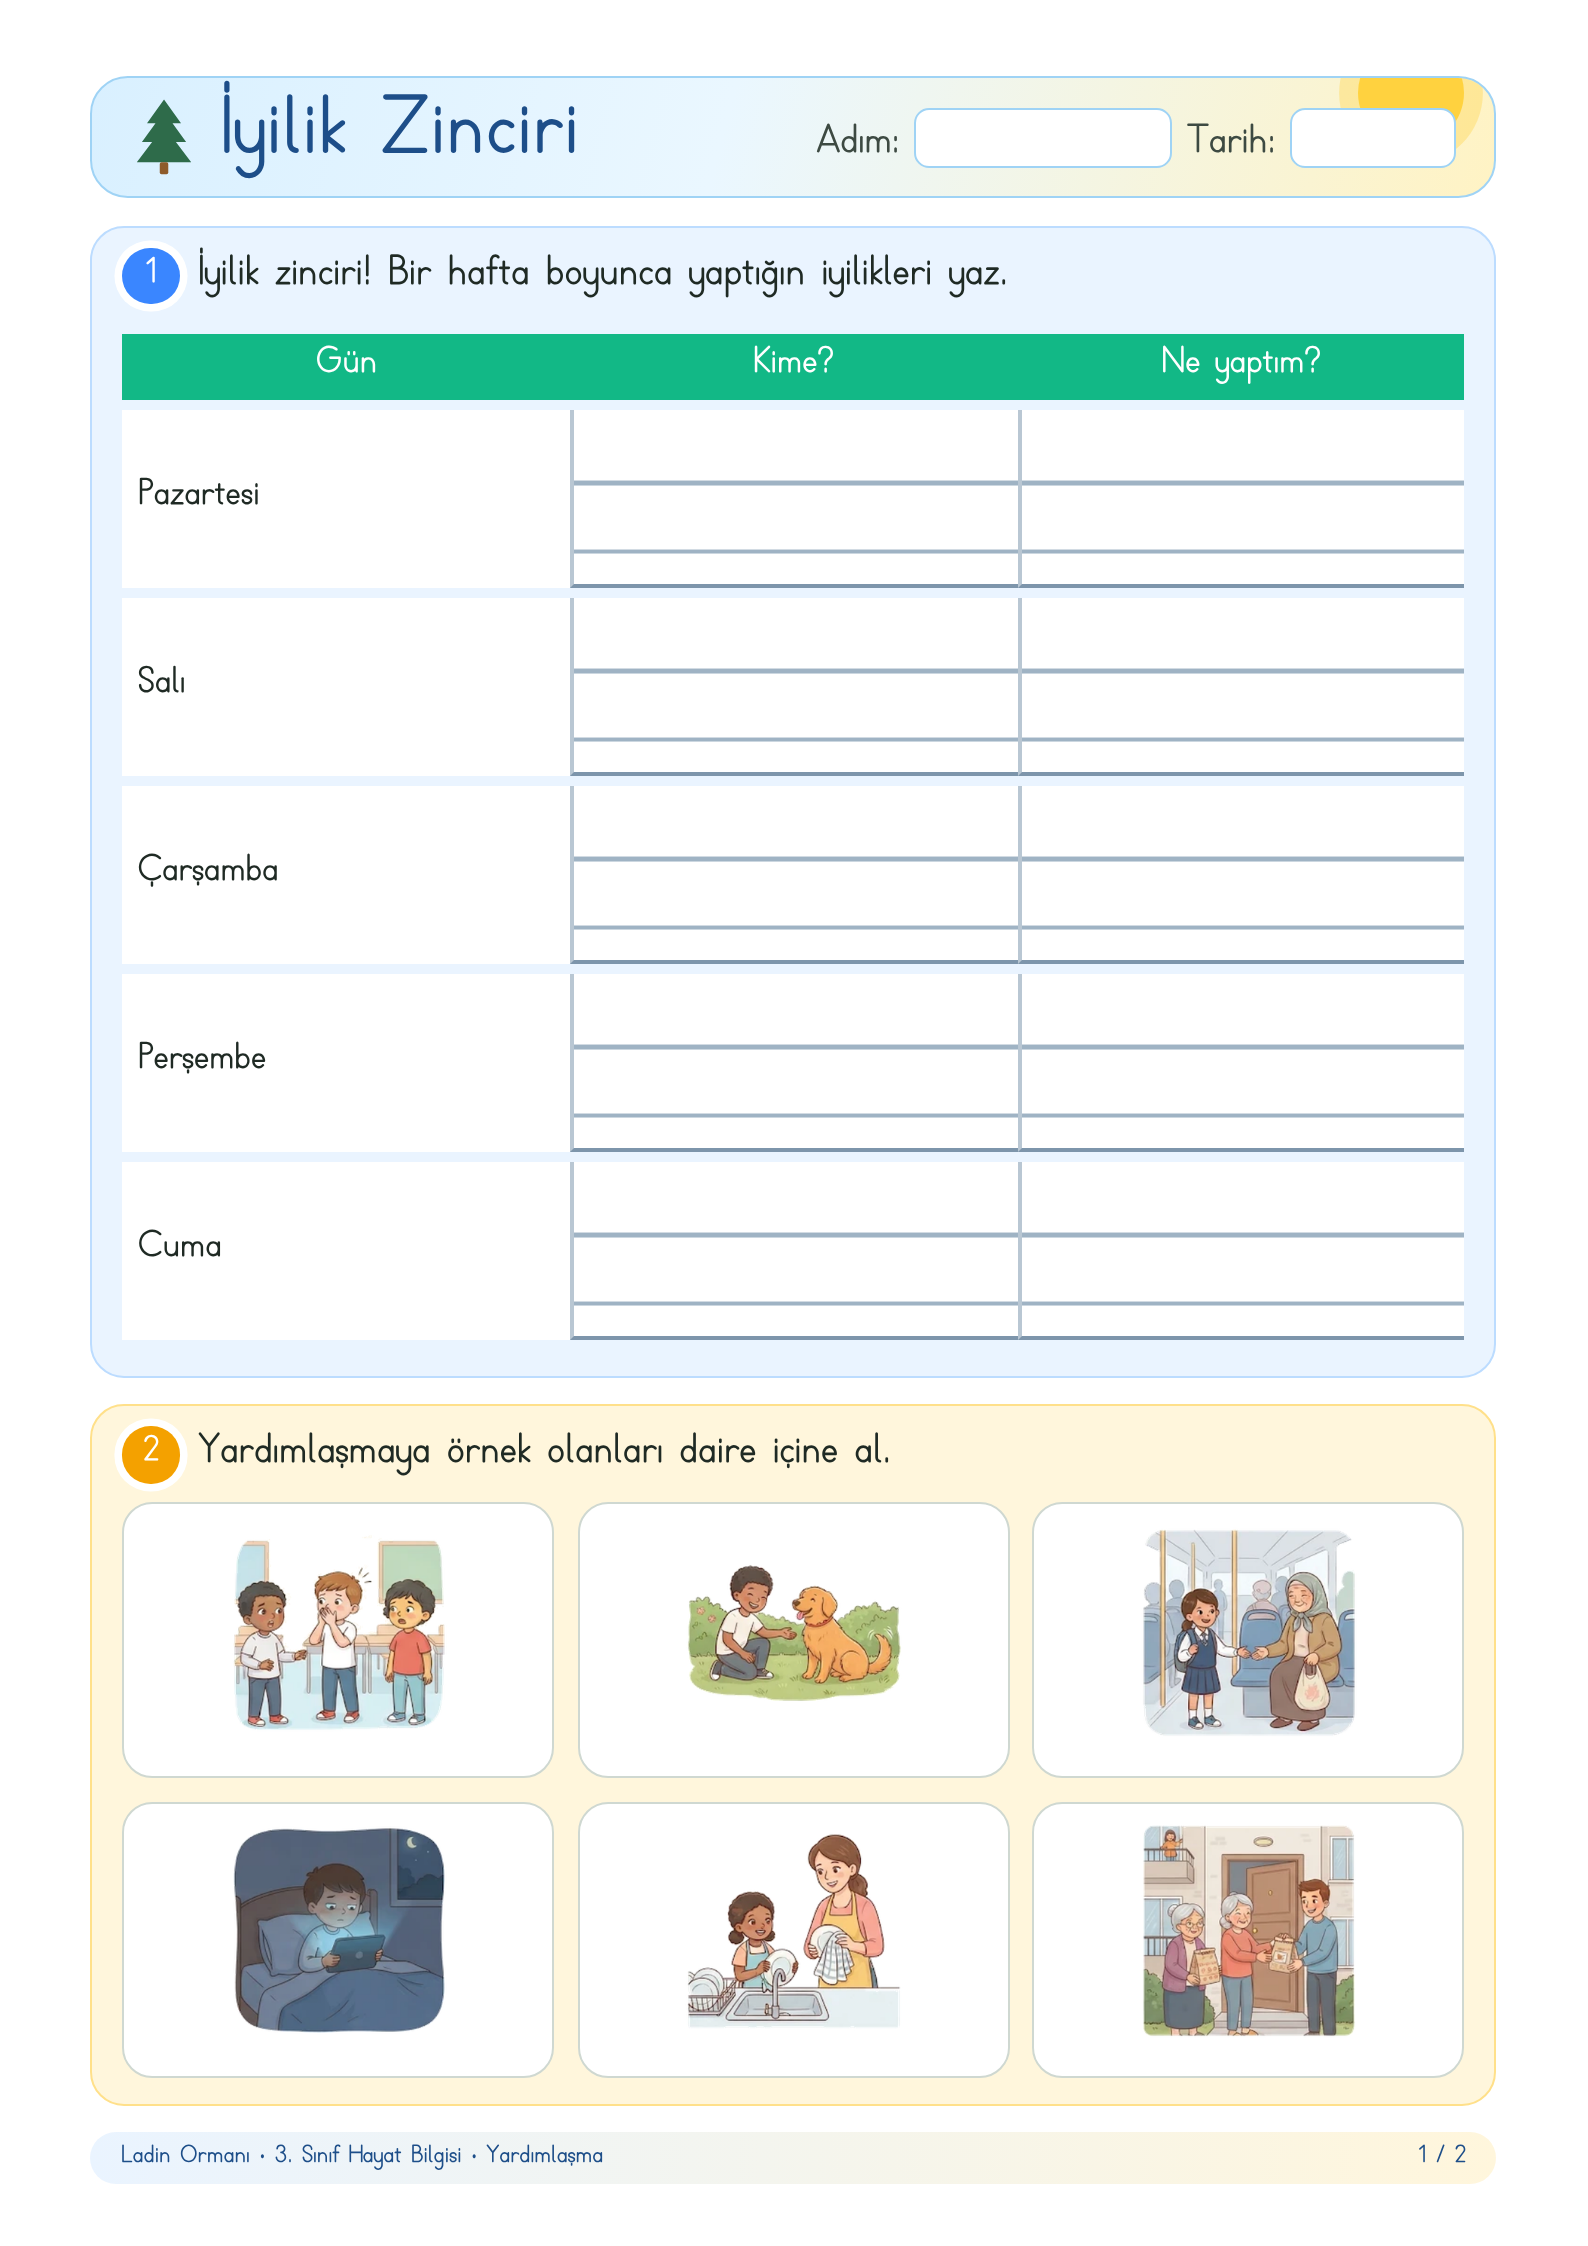 İyilik Zinciri
Adım:
Tarih:
1 İyilik zinciri! Bir hafta boyunca yaptığın iyilikleri yaz.
Gün Kime? Ne yaptım?
Pazartesi
Salı
Çarşamba
Perşembe
Cuma
2 Yardımlaşmaya örnek olanları daire içine al.
Ladin Ormanı • 3. Sınıf Hayat Bilgisi • Yardımlaşma
1 / 2